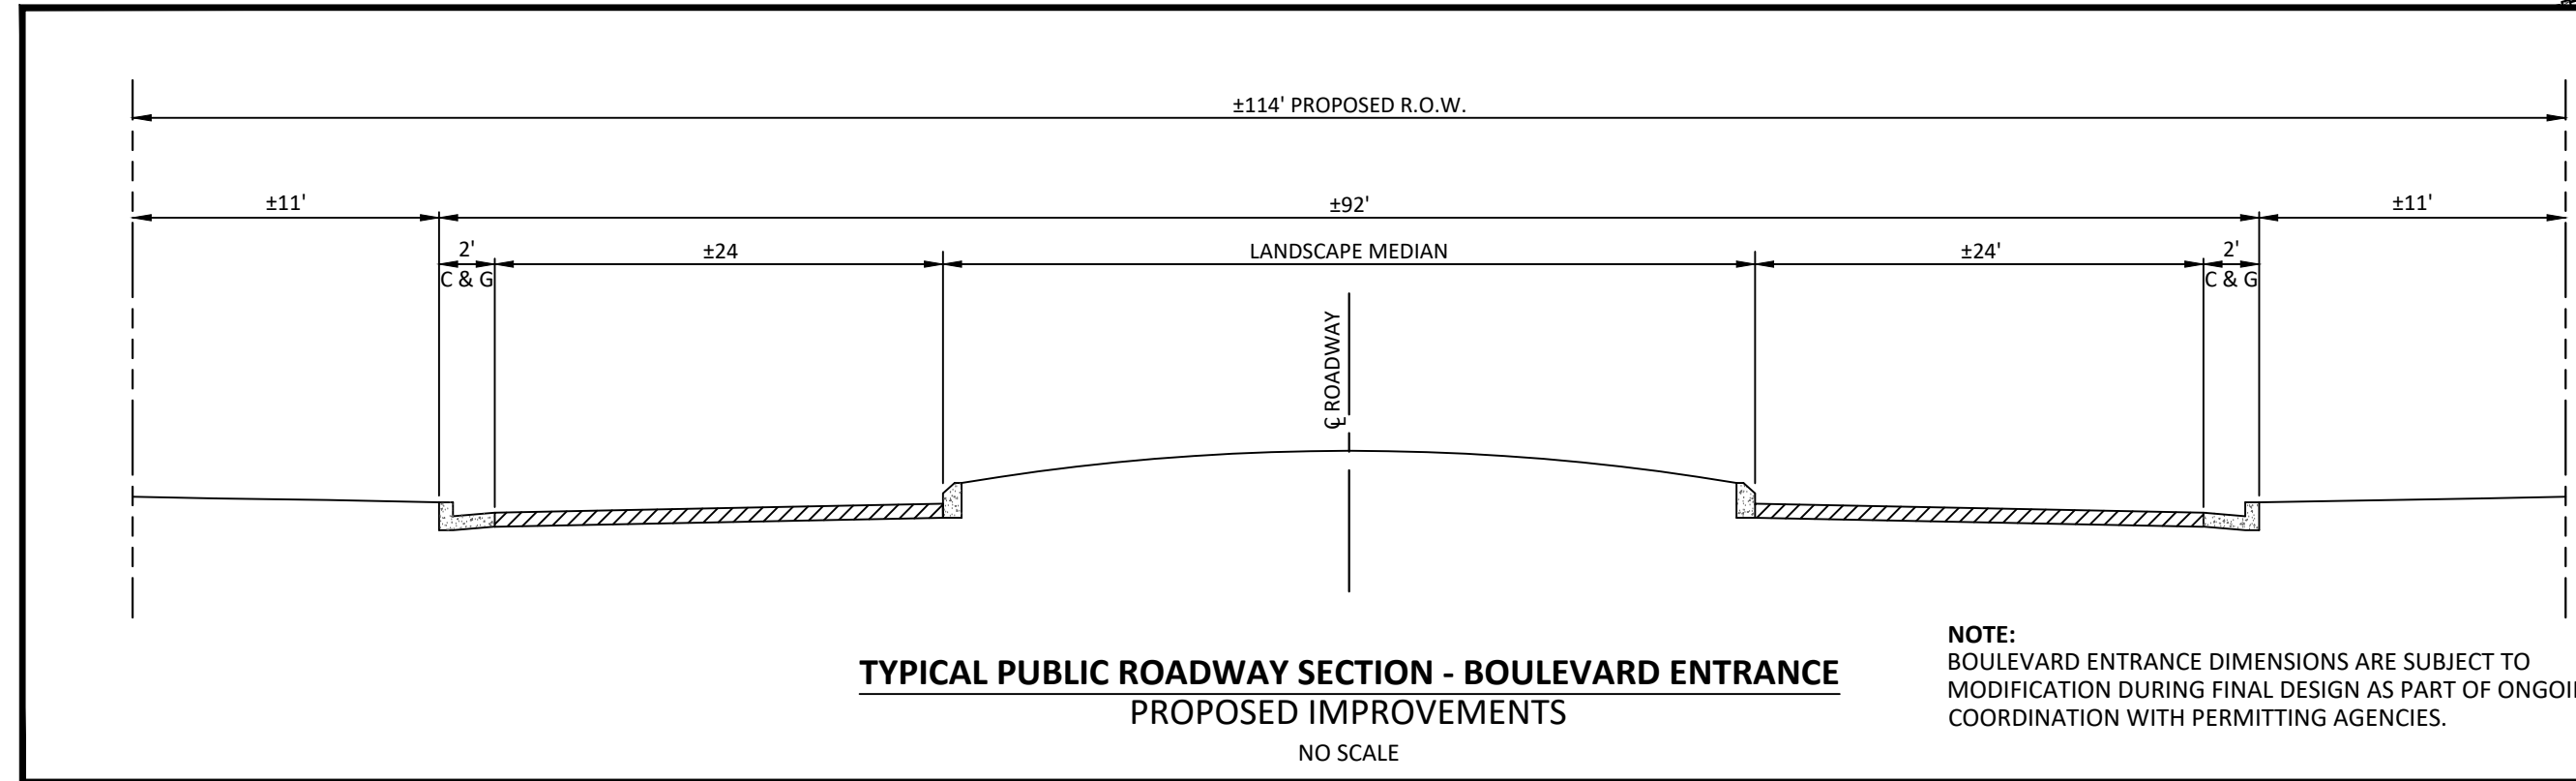 ±114' PROPOSED R.O.W.
±11'
±92'
±11'
2'
±24
LANDSCAPE MEDIAN
±24'
2'
C & G
C & G
℄ ROADWAY
TYPICAL PUBLIC ROADWAY SECTION - BOULEVARD ENTRANCE
PROPOSED IMPROVEMENTS
NO SCALE
NOTE:
BOULEVARD ENTRANCE DIMENSIONS ARE SUBJECT TO
MODIFICATION DURING FINAL DESIGN AS PART OF
COORDINATION WITH PERMITTING AGENCIES.